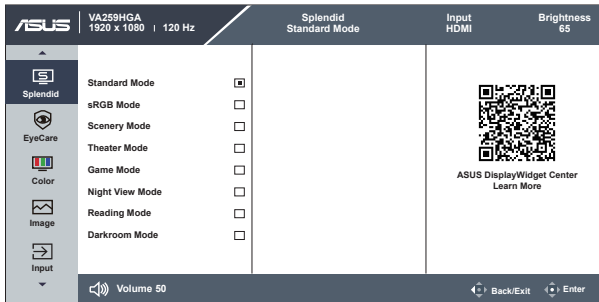 ASUS
VA259HGA
1920 x 1080 | 120 Hz
Splendid
Standard Mode
Input
HDMI
Brightness
65
Splendid
EyeCare
Color
Image
Input
Standard Mode
sRGB Mode
Scenery Mode
Theater Mode
Game Mode
Night View Mode
Reading Mode
Darkroom Mode
ASUS DisplayWidget Center
Learn More
Volume 50
Back/Exit
Enter